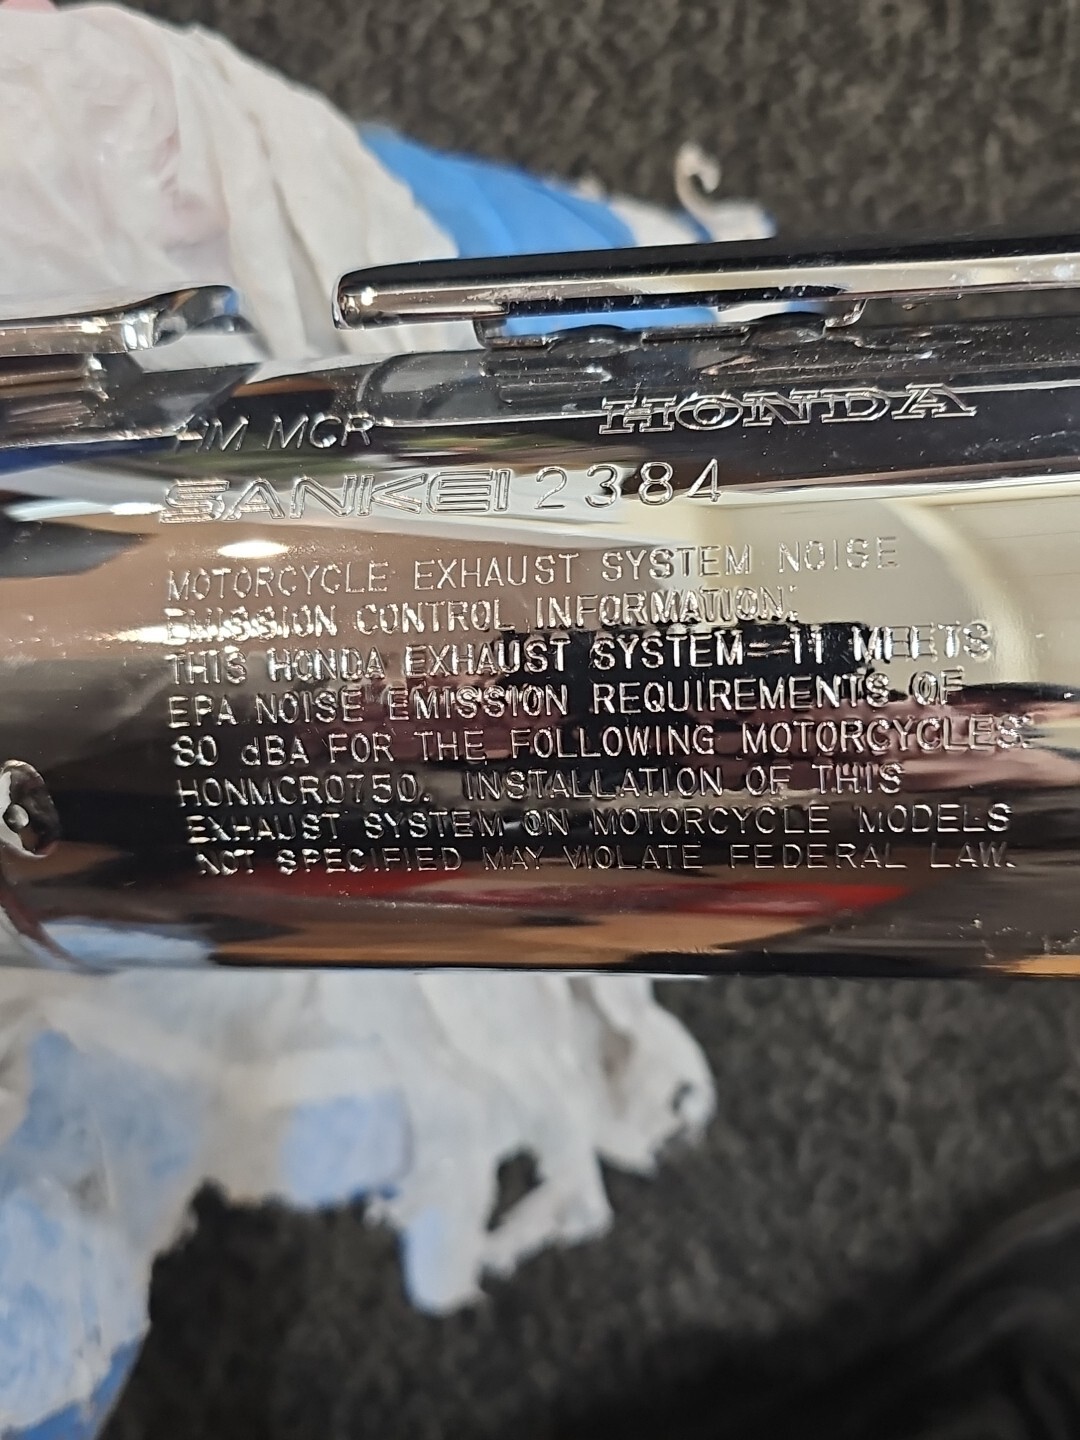 HM MCR HONDA
SANKEI 2384
MOTORCYCLE EXHAUST SYSTEM NOISE
EMISSION CONTROL INFORMATION.
THIS HONDA EXHAUST SYSTEM 11 MEETS
EPA NOISE EMISSION REQUIREMENTS OF
80 dBA FOR THE FOLLOWING MOTORCYCLES:
HONMCR0750. INSTALLATION OF THIS
EXHAUST SYSTEM ON MOTORCYCLE MODELS
NOT SPECIFIED MAY VIOLATE FEDERAL LAW.